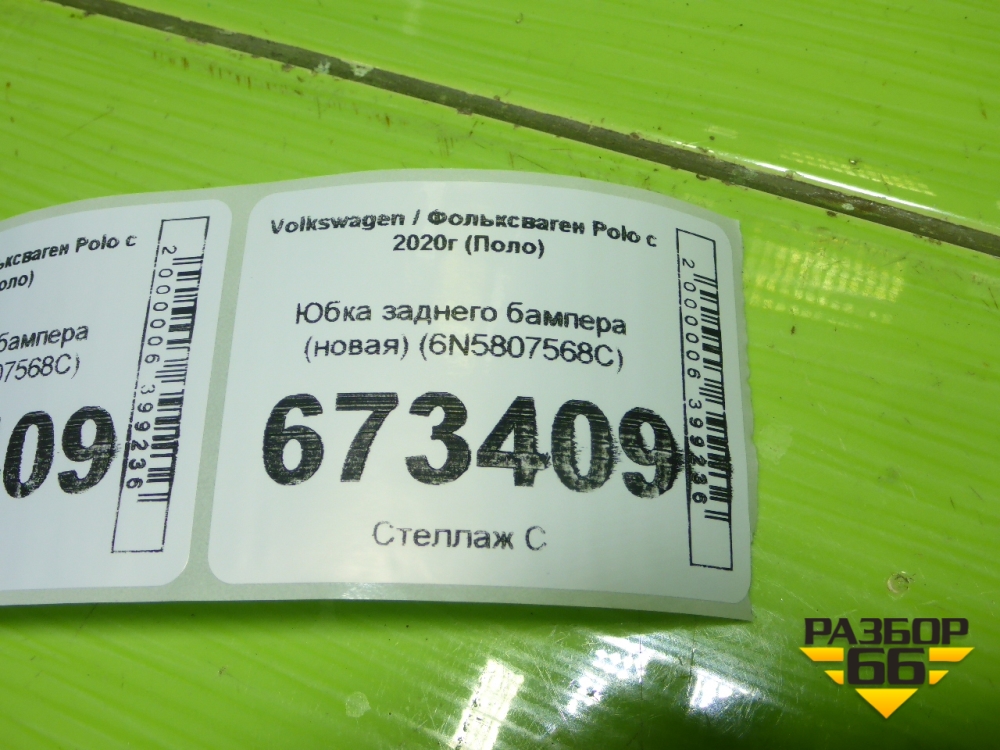 ьксваген Polo с
оло)
бампера
07568C)
409
2000006399236
Volkswagen / Фольксваген Polo с
2020г (Поло)
Юбка заднего бампера
(новая) (6N5807568C)
673409
Стеллаж С
2000006399236
РАЗБОР
66